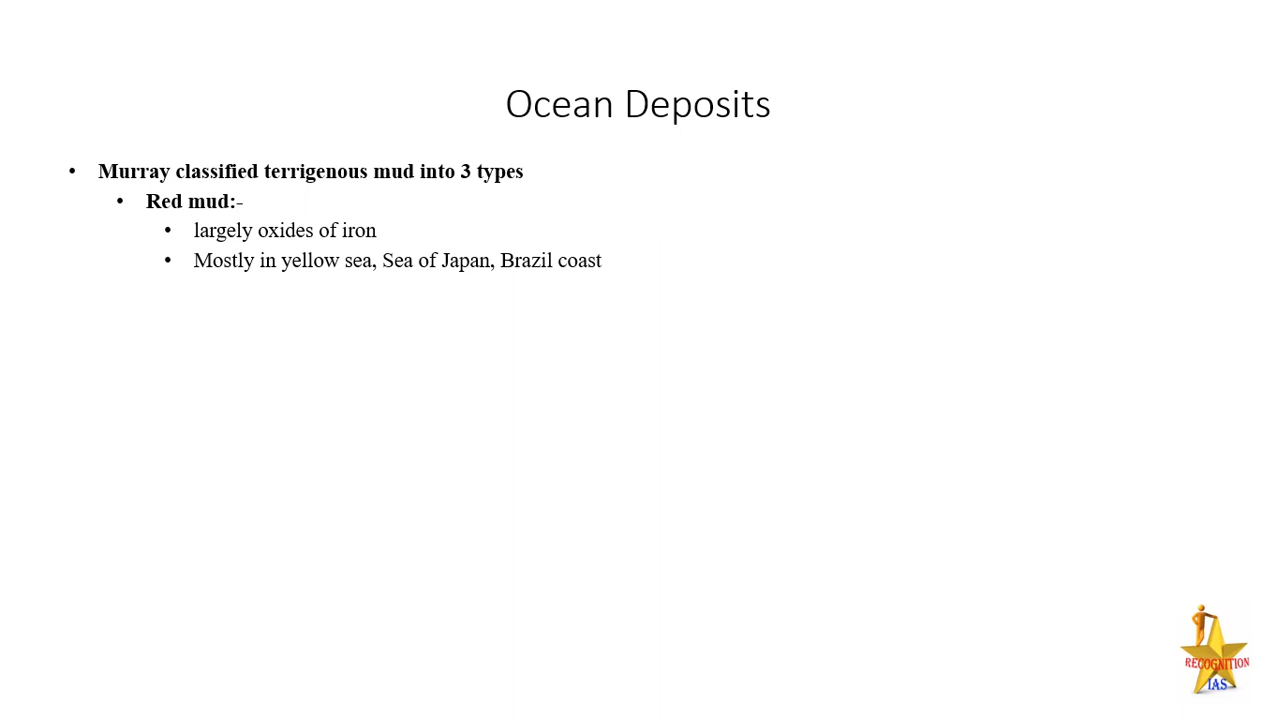 Ocean Deposits
• Murray classified terrigenous mud into 3 types
• Red mud:-
• largely oxides of iron
• Mostly in yellow sea, Sea of Japan, Brazil coast
RECOGNITION
IAS